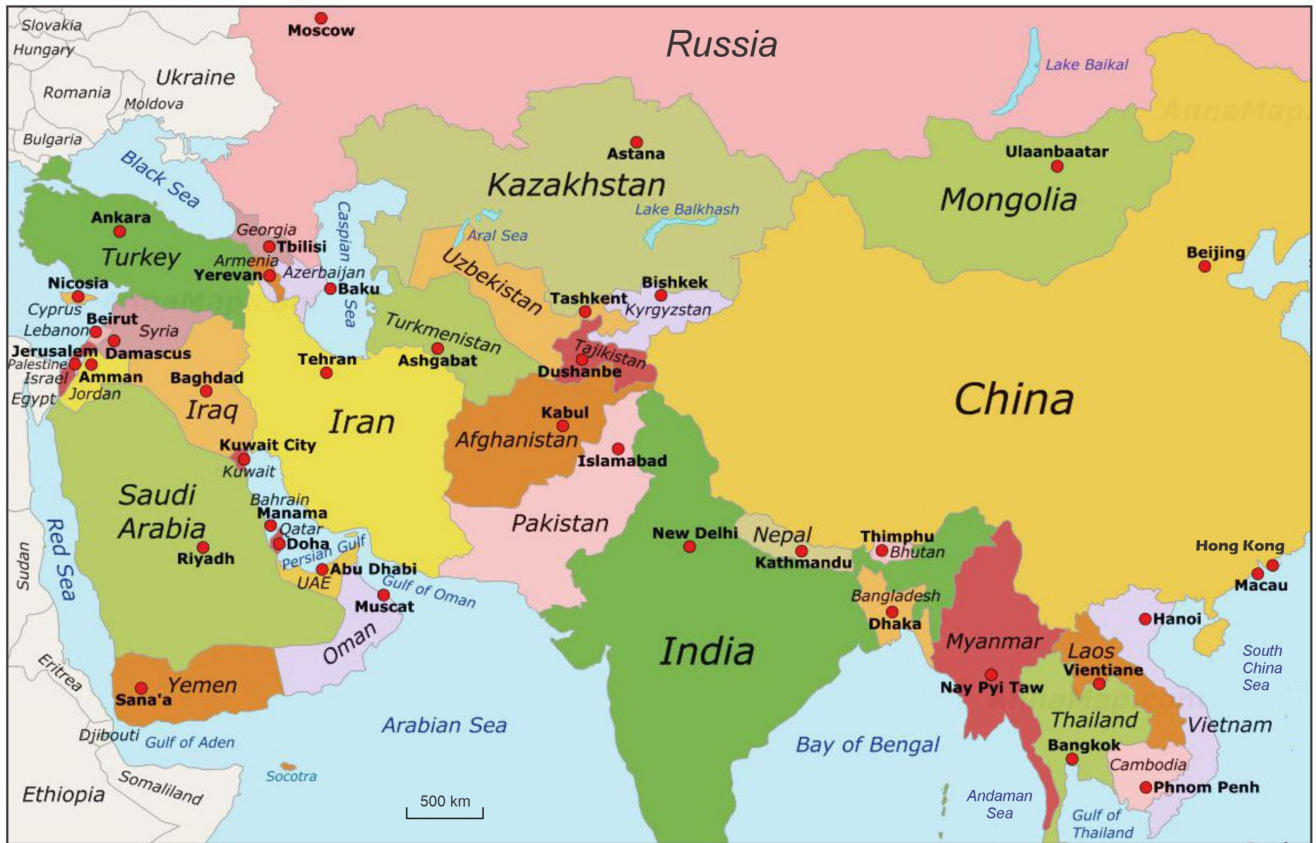 Slovakia
Moscow
Russia
Hungary
Ukraine
Lake Baikal
Romania
Moldova
AnnaMap.
Bulgaria
Astana
Ulaanbaatar
Black Sea
Kazakhstan
Mongolia
Ankara
Caspian Sea
Lake Balkhash
Aral Sea
Georgia
Tbilisi
Turkey
Uzbekistan
Beijing
Armenia
Yerevan
Azerbaijan
Baku
Nicosia
AnnaMap.com
Bishkek
Cyprus
Tashkent
Kyrgyzstan
Beirut
Lebanon
Syria
Turkmenistan
Tajikistan
Jerusalem
Damascus
Tehran
Ashgabat
Dushanbe
Palestine
Israel
Amman
Baghdad
Egypt
Jordan
Iraq
Iran
Kabul
Afghanistan
China
Kuwait City
Kuwait
Islamabad
Saudi
Arabia
Bahrain
Manama
Qatar
Doha
Pakistan
Red Sea
Riyadh
Persian Gulf
New Delhi
Nepal
Kathmandu
Thimphu
Bhutan
Hong Kong
Macau
Sudan
UAE
Abu Dhabi
Gulf of Oman
Muscat
Bangladesh
Dhaka
Hanoi
Oman
India
Myanmar
Laos
Vientiane
South
China
Sea
Eritrea
Yemen
Sana'a
Nay Pyi Taw
AnnaMap.com
Thailand
Vietnam
Djibouti
Gulf of Aden
Arabian Sea
Bay of Bengal
Bangkok
Cambodia
Socotra
Phnom Penh
Ethiopia
Somaliland
500 km
Andaman
Sea
Gulf of
Thailand